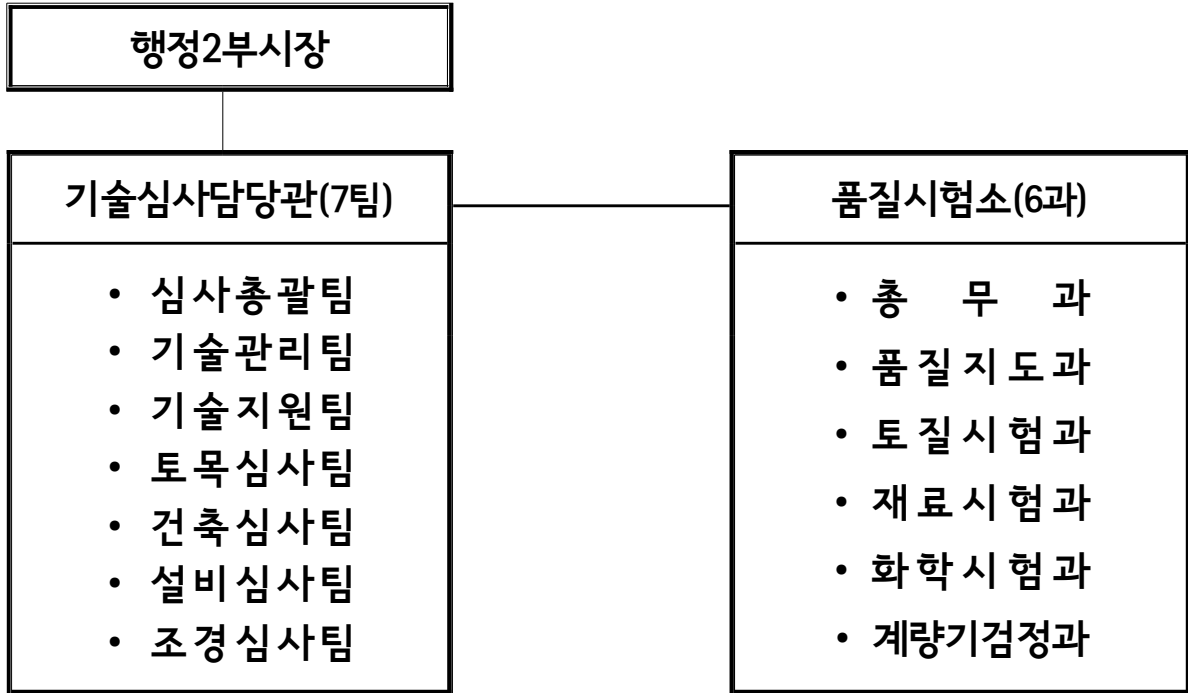 행정2부시장
기술심사담당관(7팀)
• 심사총괄팀
• 기술관리팀
• 기술지원팀
• 토목심사팀
• 건축심사팀
• 설비심사팀
• 조경심사팀
품질시험소(6과)
• 총 무 과
• 품질지도과
• 토질시험과
• 재료시험과
• 화학시험과
• 계량기검정과